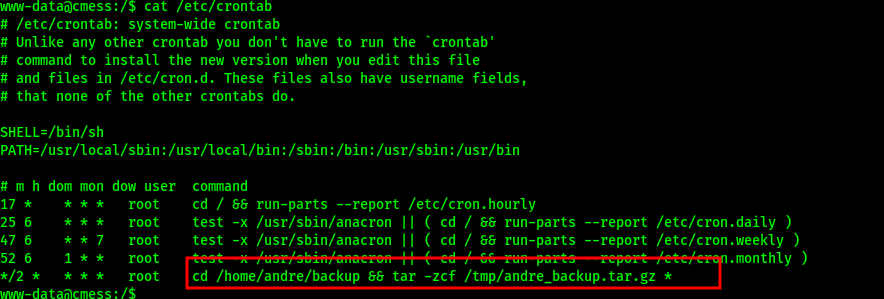 www-data@cmess:/$ cat /etc/crontab
# /etc/crontab: system-wide crontab
# Unlike any other crontab you don't have to run the `crontab'
# command to install the new version when you edit this file
# and files in /etc/cron.d. These files also have username fields,
# that none of the other crontabs do.

SHELL=/bin/sh
PATH=/usr/local/sbin:/usr/local/bin:/sbin:/bin:/usr/sbin:/usr/bin

# m h dom mon dow user  command
17 *    * * *   root    cd / && run-parts --report /etc/cron.hourly
25 6    * * *   root    test -x /usr/sbin/anacron || ( cd / && run-parts --report /etc/cron.daily )
47 6    * * 7   root    test -x /usr/sbin/anacron || ( cd / && run-parts --report /etc/cron.weekly )
52 6    1 * *   root    test -x /usr/sbin/anacron || ( cd / && run-parts --report /etc/cron.monthly )
*/2 *   * * *   root    cd /home/andre/backup && tar -zcf /tmp/andre_backup.tar.gz *
www-data@cmess:/$